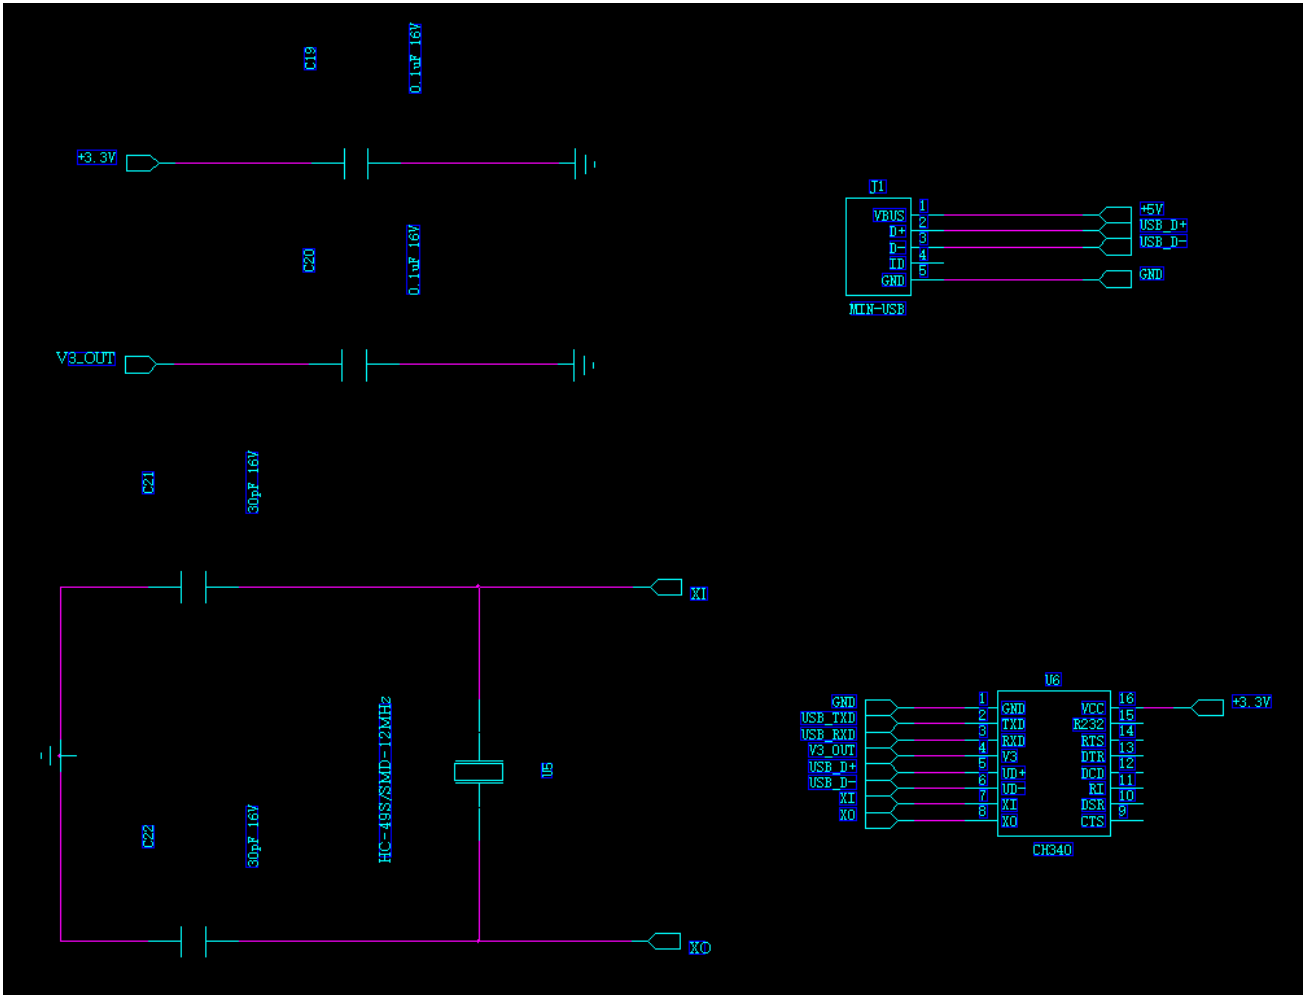 C19
0.1uF 16V
+3.3V
C20
0.1uF 16V
V3_OUT
C21
30pF 16V
XI
HC-49S/SMD-12MHz
U5
C22
30pF 16V
XO
J1
VBUS 1 +5V
D+ 2 USB_D+
D- 3 USB_D-
ID 4
GND 5 GND
MIN-USB
U6
GND 1 GND VCC 16 +3.3V
USB_TXD 2 TXD R232 15
USB_RXD 3 RXD RTS 14
V3_OUT 4 V3 DTR 13
USB_D+ 5 UD+ DCD 12
USB_D- 6 UD- RI 11
XI 7 XI DSR 10
XO 8 XO CTS 9
CH340